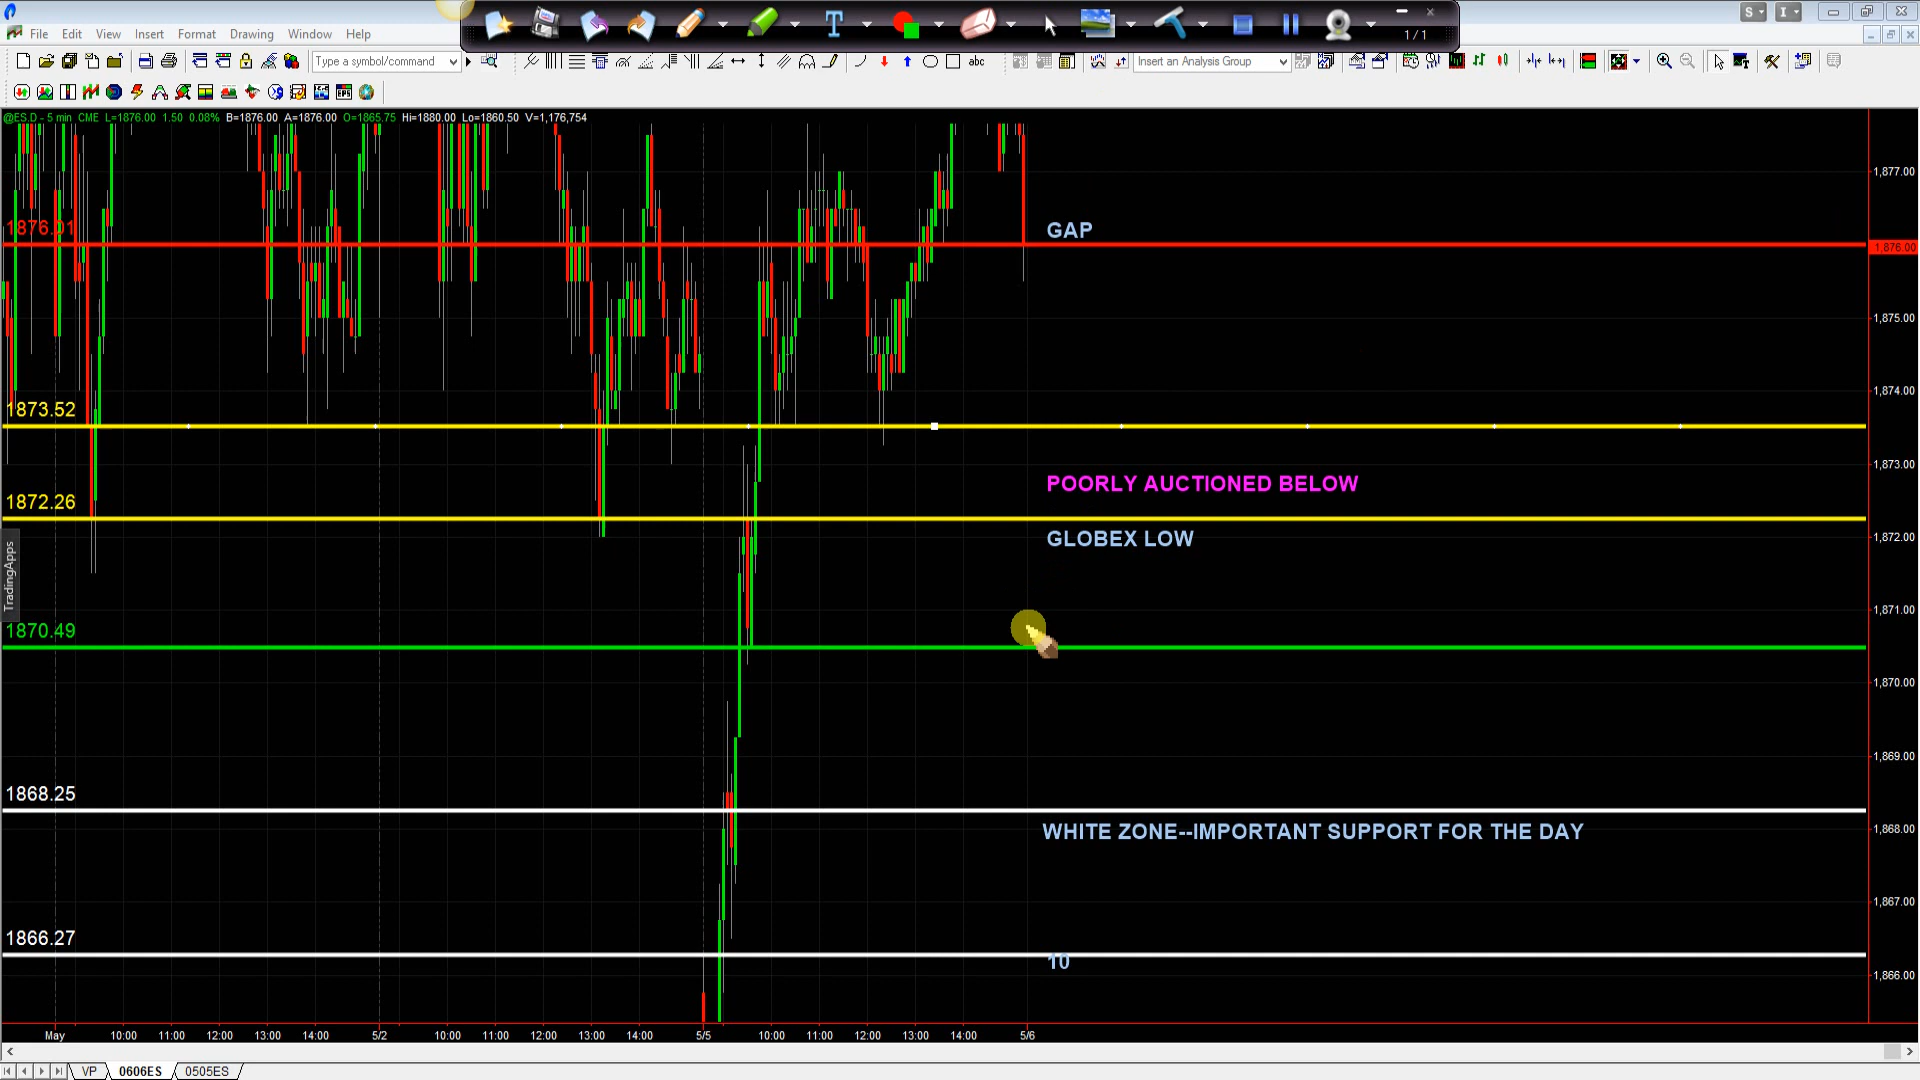 S I
File Edit View Insert Format Drawing Window Help
T
1 / 1
Type a symbol/command
abc
Insert an Analysis Group
@ES.D - 5 min CME L=1876.00 1.50 0.08% B=1876.00 A=1876.00 O=1865.75 Hi=1880.00 Lo=1860.50 V=1,176,754
1,877.00
1876.01
GAP
1,876.00
1,875.00
1,874.00
1873.52
1,873.00
POORLY AUCTIONED BELOW
1872.26
GLOBEX LOW
1,872.00
TradingApps
1,871.00
1870.49
1,870.00
1,869.00
1868.25
WHITE ZONE--IMPORTANT SUPPORT FOR THE DAY
1,868.00
1,867.00
1866.27
10
1,866.00
May 10:00 11:00 12:00 13:00 14:00 5/2 10:00 11:00 12:00 13:00 14:00 5/5 10:00 11:00 12:00 13:00 14:00 5/6
VP 0606ES 0505ES